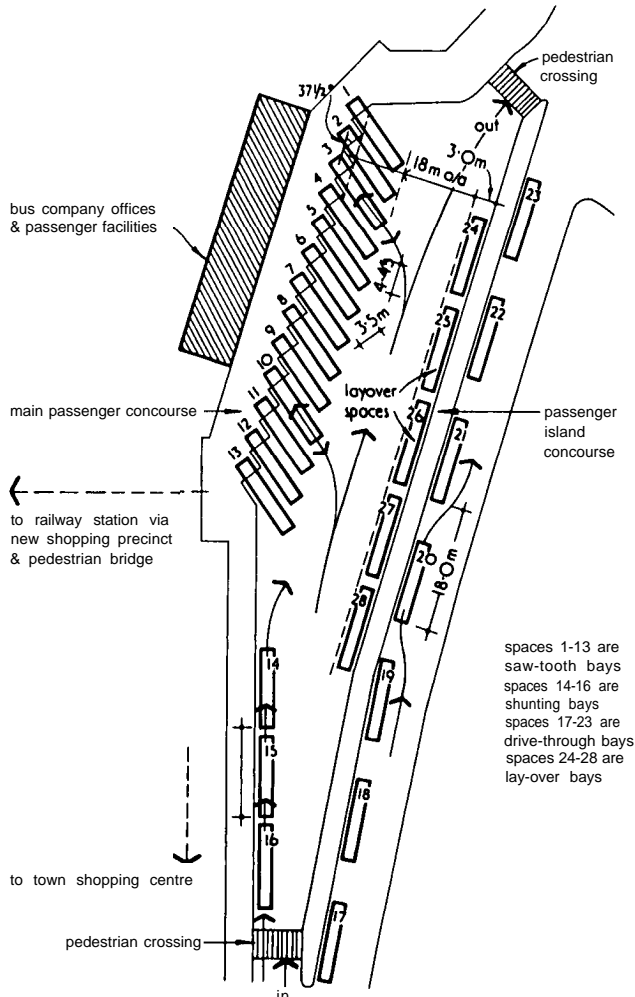 pedestrian
crossing
37½°
1
2
3
4
5
6
7
8
9
10
11
12
13
out
3·0m
18m o/a
23
24
bus company offices
& passenger facilities
4·45
3·5m
22
25
layover
spaces
main passenger concourse
26
passenger
island
concourse
21
to railway station via
new shopping precinct
& pedestrian bridge
27
20
18·0m
28
14
19
spaces 1-13 are
saw-tooth bays
spaces 14-16 are
shunting bays
spaces 17-23 are
drive-through bays
spaces 24-28 are
lay-over bays
15
18
16
to town shopping centre
17
pedestrian crossing
in